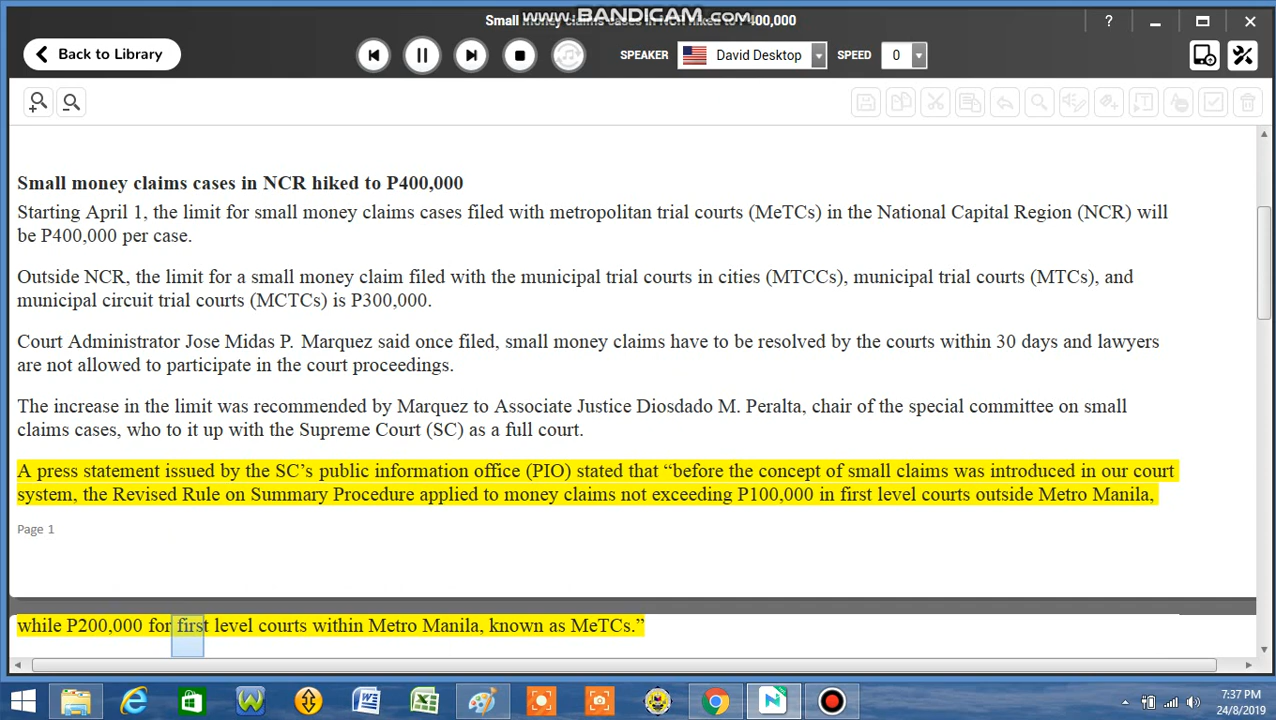 www.BANDICAM.com
Small money claims cases in NCR hiked to P400,000
Back to Library
SPEAKER
David Desktop
SPEED
0
?
Small money claims cases in NCR hiked to P400,000
Starting April 1, the limit for small money claims cases filed with metropolitan trial courts (MeTCs) in the National Capital Region (NCR) will
be P400,000 per case.
Outside NCR, the limit for a small money claim filed with the municipal trial courts in cities (MTCCs), municipal trial courts (MTCs), and
municipal circuit trial courts (MCTCs) is P300,000.
Court Administrator Jose Midas P. Marquez said once filed, small money claims have to be resolved by the courts within 30 days and lawyers
are not allowed to participate in the court proceedings.
The increase in the limit was recommended by Marquez to Associate Justice Diosdado M. Peralta, chair of the special committee on small
claims cases, who to it up with the Supreme Court (SC) as a full court.
A press statement issued by the SC’s public information office (PIO) stated that “before the concept of small claims was introduced in our court
system, the Revised Rule on Summary Procedure applied to money claims not exceeding P100,000 in first level courts outside Metro Manila,
Page 1
while P200,000 for first level courts within Metro Manila, known as MeTCs.”
7:37 PM
24/8/2019